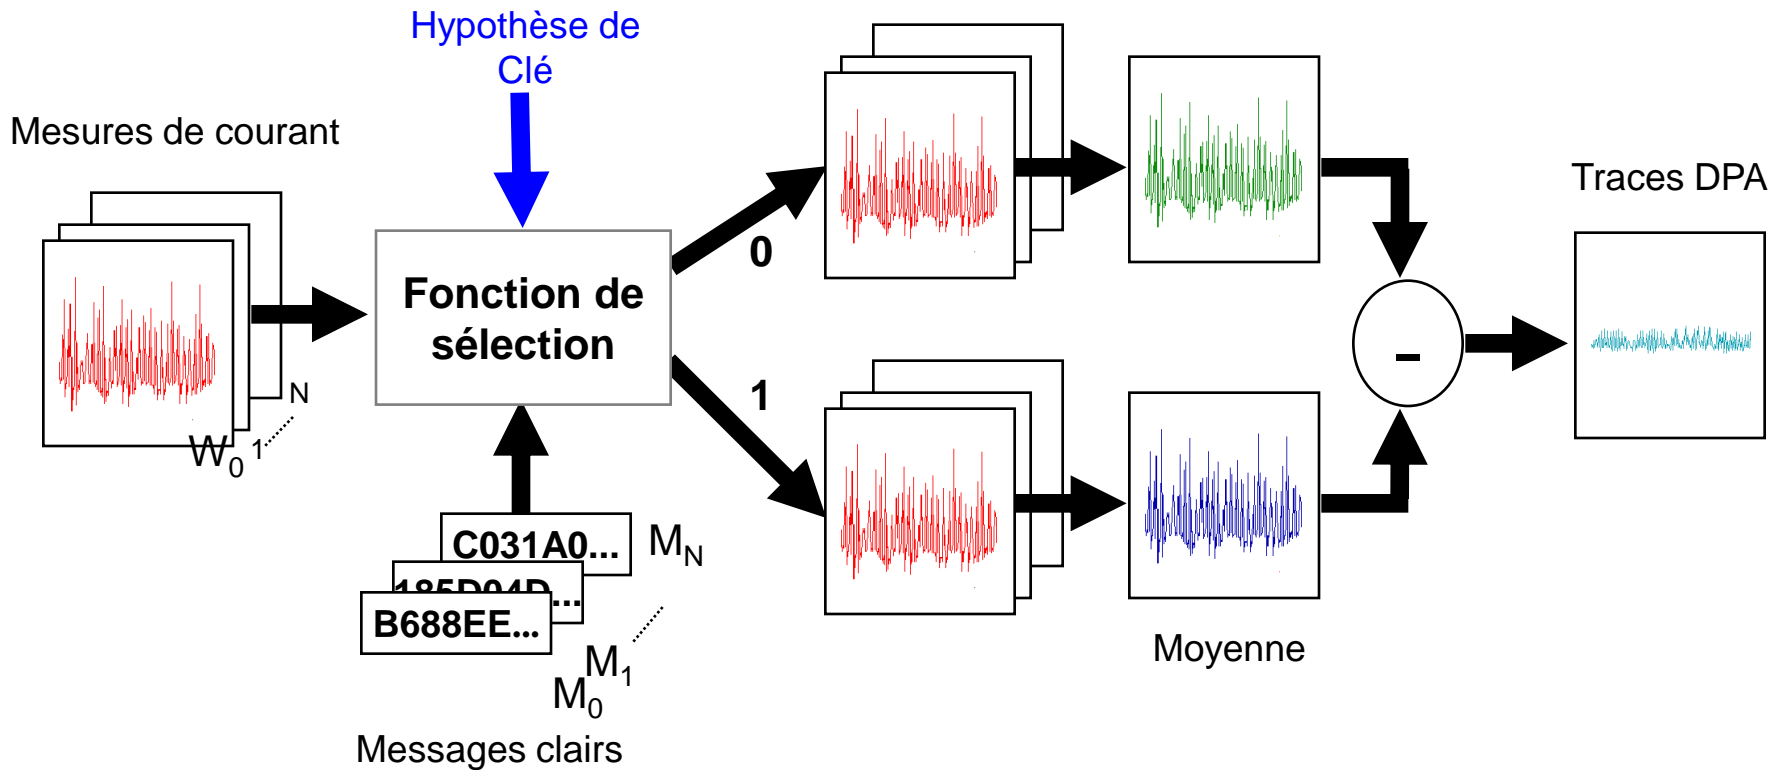 Hypothèse de
Clé
Mesures de courant
Traces DPA
0
Fonction de
sélection
-
1
N
W0 1
C031A0...
MN
185D04D...
B688EE...
M1
M0
Moyenne
Messages clairs